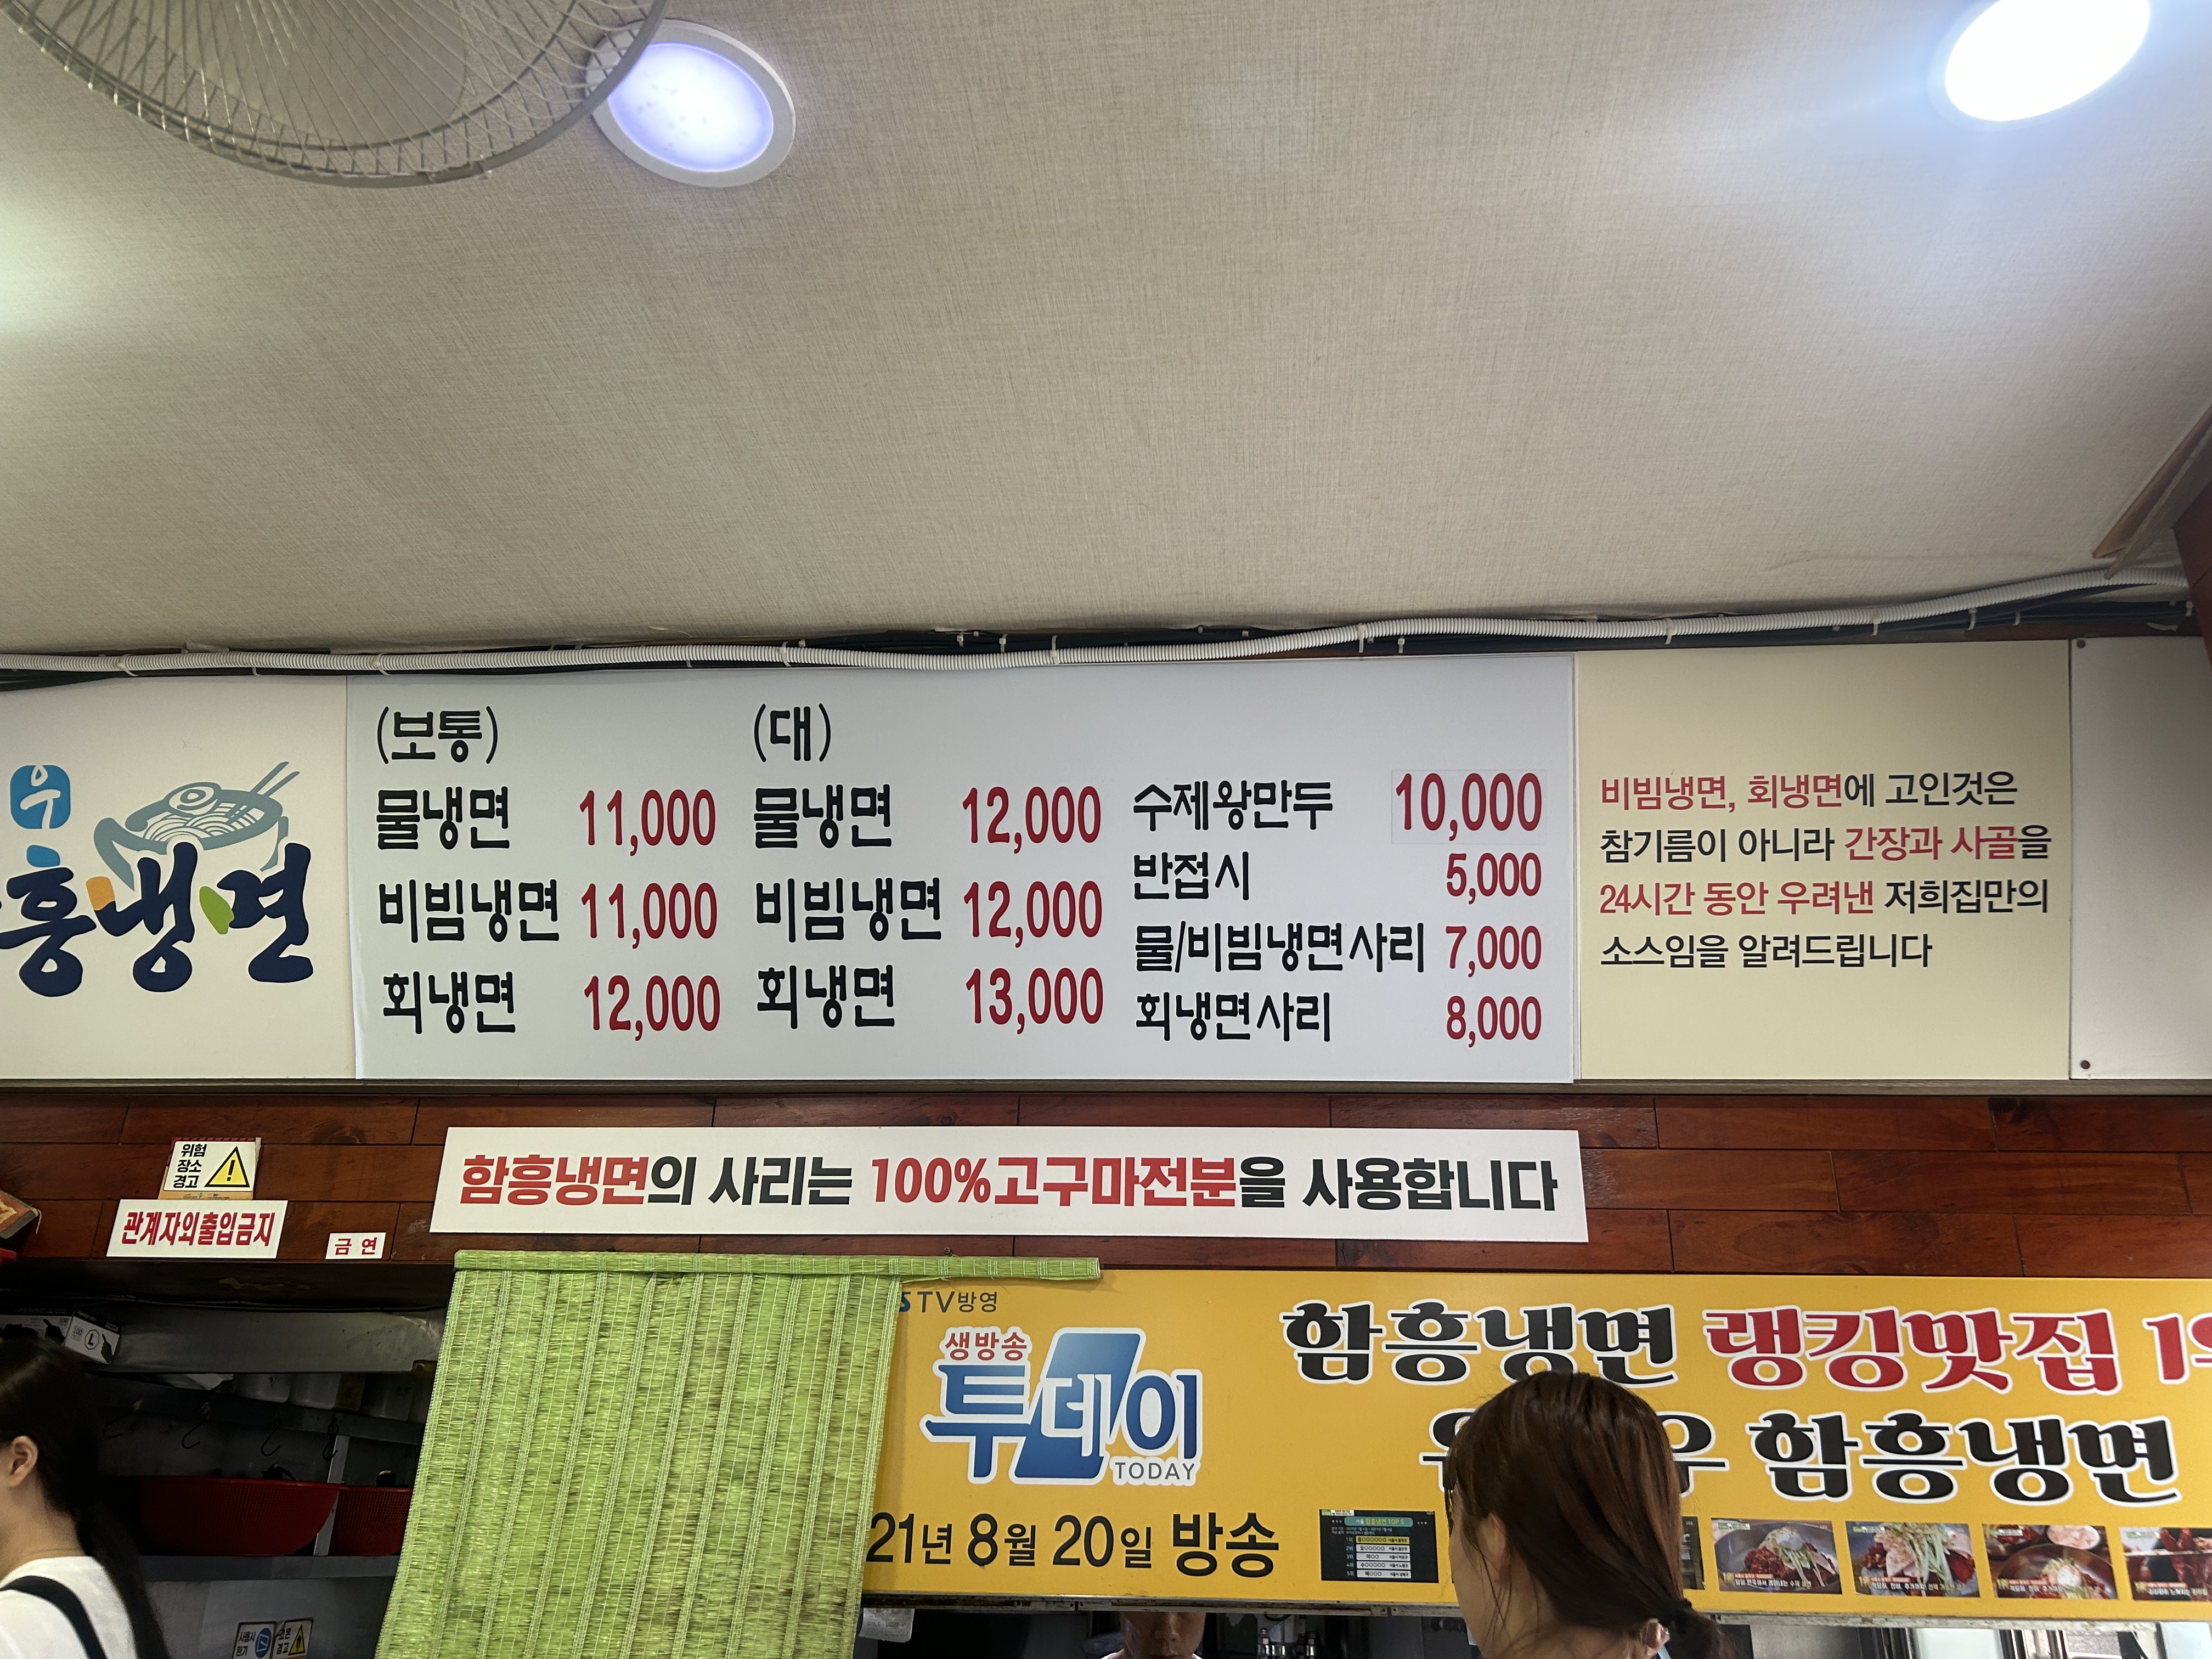 우
흥냉면
(보통)
물냉면 11,000
비빔냉면 11,000
회냉면 12,000
(대)
물냉면 12,000
비빔냉면 12,000
회냉면 13,000
수제왕만두 10,000
반접시 5,000
물/비빔냉면사리 7,000
회냉면사리 8,000
비빔냉면, 회냉면에 고인것은
참기름이 아니라 간장과 사골을
24시간 동안 우려낸 저희집만의
소스임을 알려드립니다
위험
장소
경고
관계자외출입금지
금연
함흥냉면의 사리는 100%고구마전분을 사용합니다
TV방영
생방송
투데이
TODAY
21년 8월 20일 방송
함흥냉면 랭킹맛집
함흥냉면